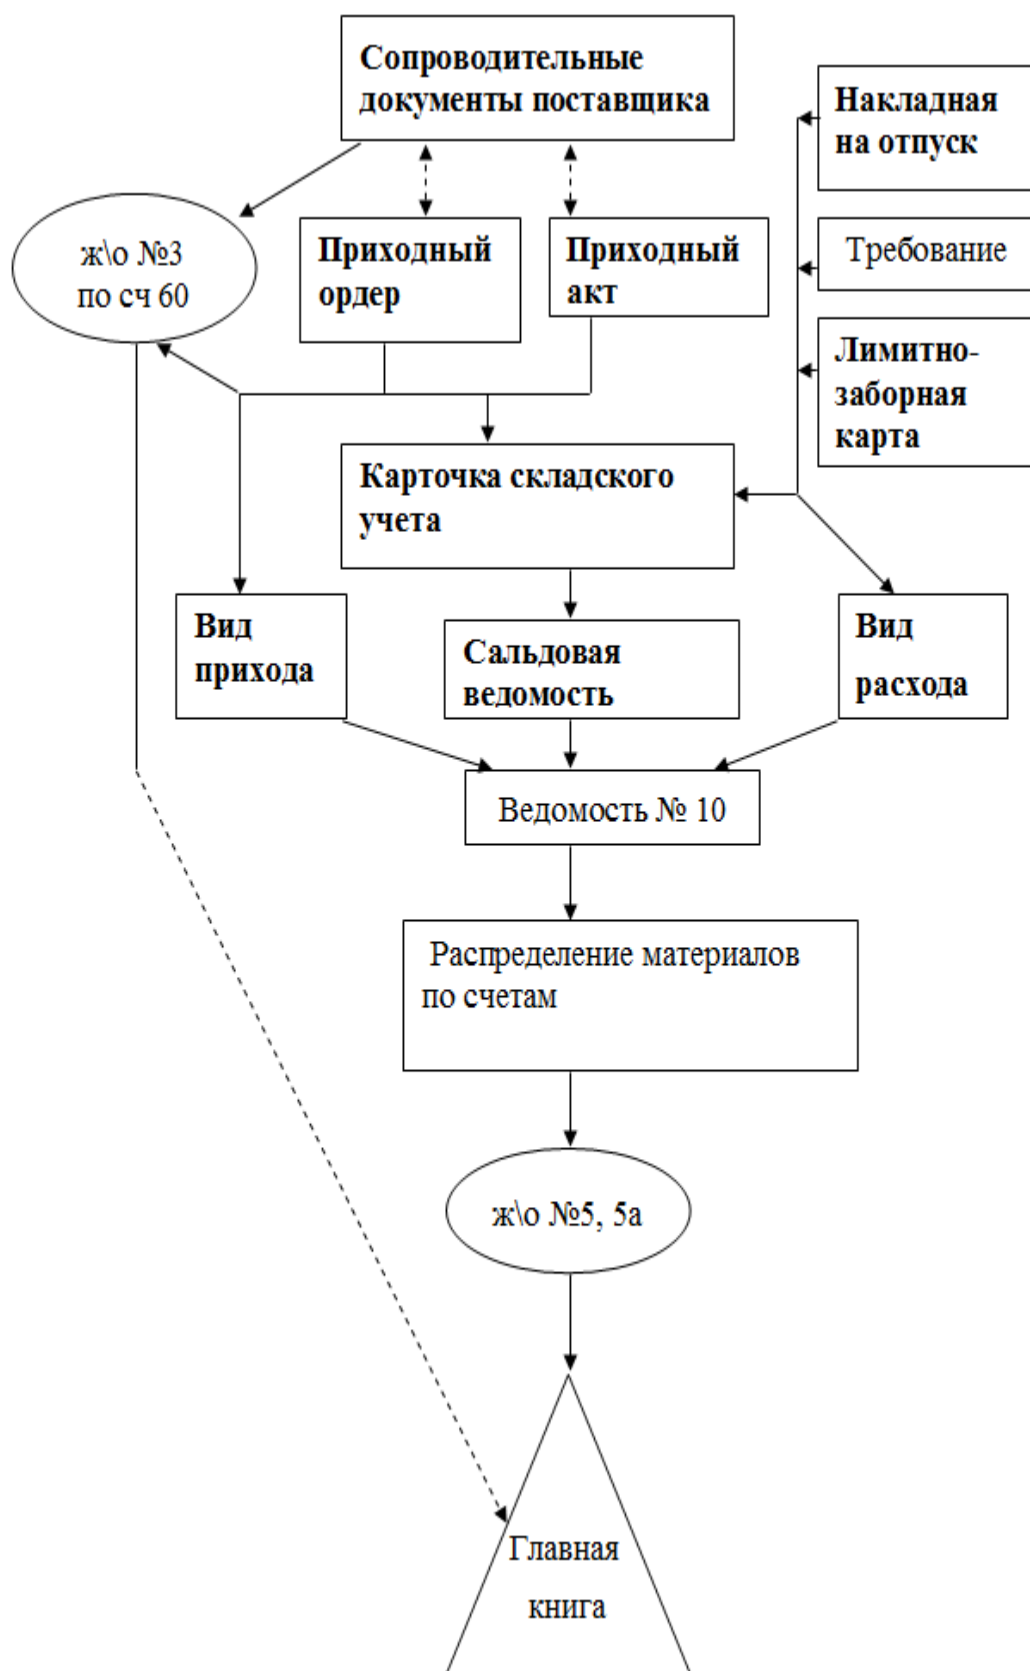 Сопроводительные
документы поставщика
Накладная
на отпуск
ж\о №3
по сч 60
Приходный
ордер
Приходный
акт
Требование
Лимитно-
заборная
карта
Карточка складского
учета
Вид
прихода
Сальдовая
ведомость
Вид
расхода
Ведомость № 10
Распределение материалов
по счетам
ж\о №5, 5а
Главная
книга